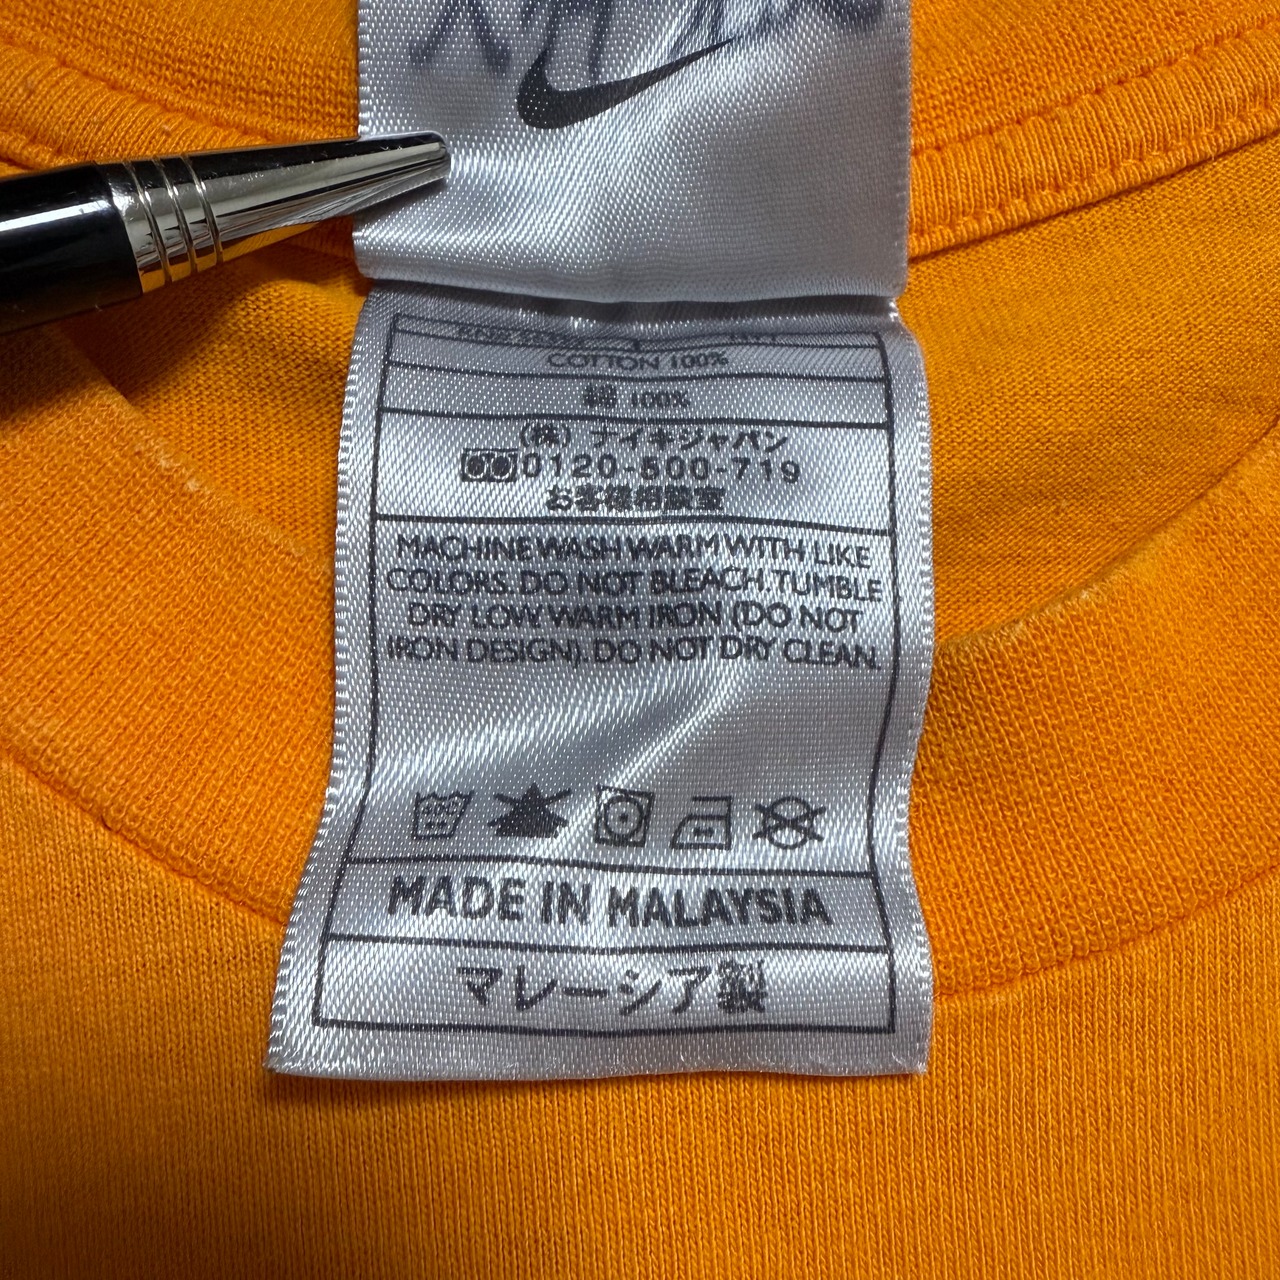 COTTON 100%
綿 100%
(株) ナイキジャパン
0120-500-719
お客様相談室
MACHINE WASH WARM WITH LIKE
COLORS. DO NOT BLEACH. TUMBLE
DRY LOW. WARM IRON (DO NOT
IRON DESIGN). DO NOT DRY CLEAN.
MADE IN MALAYSIA
マレーシア製